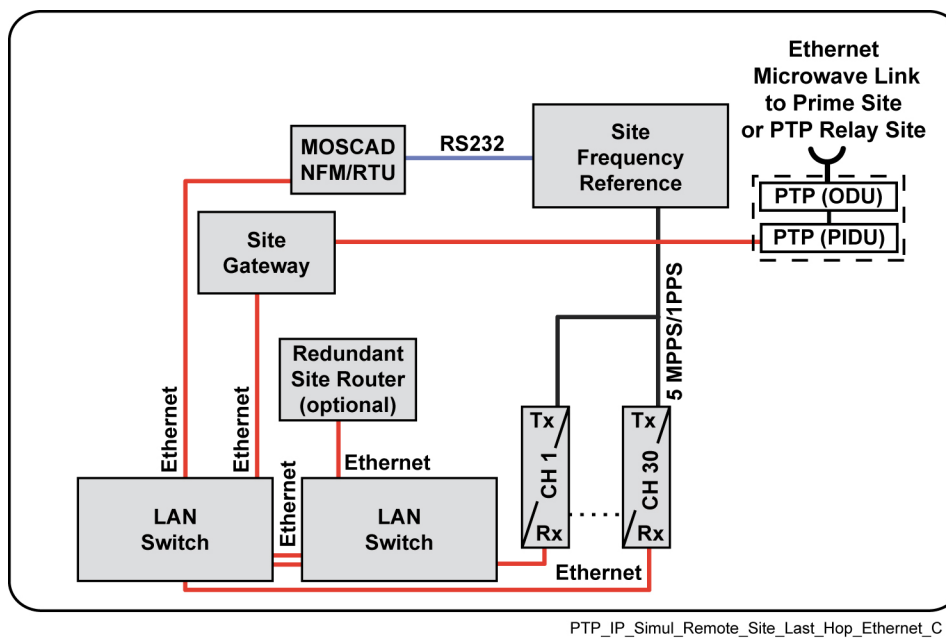 Ethernet
Microwave Link
to Prime Site
or PTP Relay Site
MOSCAD
NFM/RTU
RS232
Site
Frequency
Reference
PTP (ODU)
PTP (PIDU)
Site
Gateway
5 MPPS/1PPS
Redundant
Site Router
(optional)
Ethernet
Ethernet
Ethernet
Ethernet
Tx
CH 1
Rx
Tx
CH 30
Rx
LAN
Switch
LAN
Switch
Ethernet
PTP_IP_Simul_Remote_Site_Last_Hop_Ethernet_C